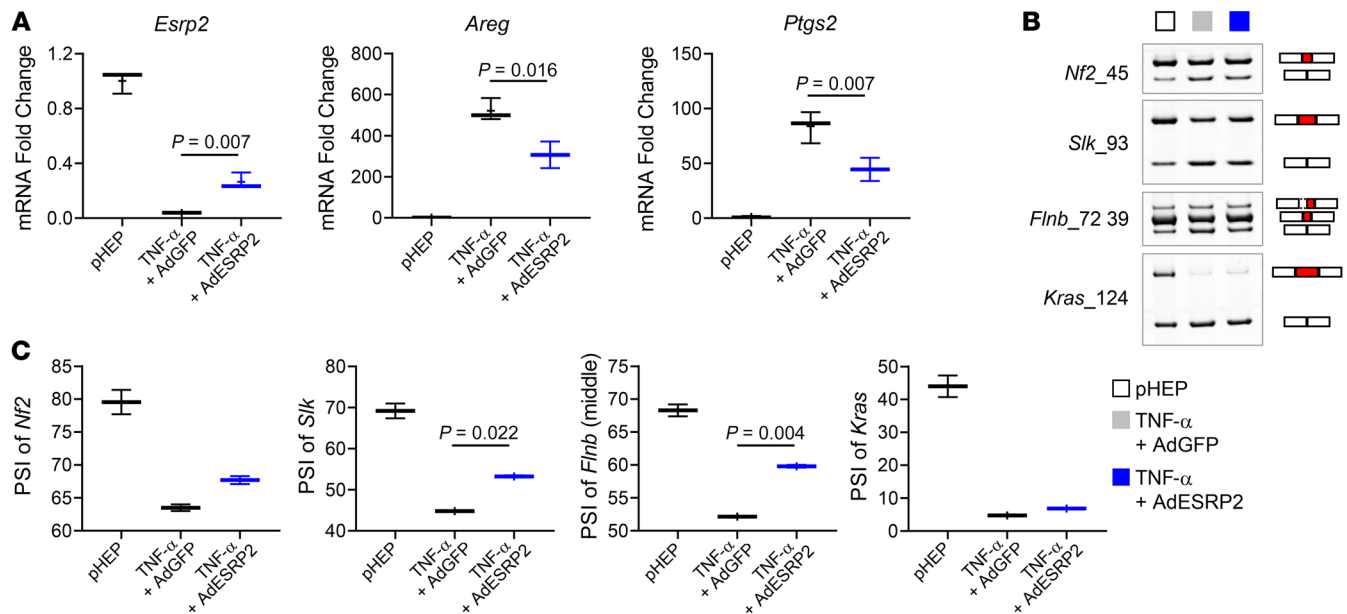 A
Esrp2
mRNA Fold Change
1.2
0.8
0.4
0.0
P = 0.007
pHEP
TNF-α
+ AdGFP
TNF-α
+ AdESRP2
Areg
mRNA Fold Change
800
600
400
200
0
P = 0.016
pHEP
TNF-α
+ AdGFP
TNF-α
+ AdESRP2
Ptgs2
mRNA Fold Change
150
100
50
0
P = 0.007
pHEP
TNF-α
+ AdGFP
TNF-α
+ AdESRP2
B
Nf2_45
Slk_93
Flnb_72 39
Kras_124
C
PSI of Nf2
85
80
75
70
65
60
pHEP
TNF-α
+ AdGFP
TNF-α
+ AdESRP2
PSI of Slk
80
70
60
50
40
P = 0.022
pHEP
TNF-α
+ AdGFP
TNF-α
+ AdESRP2
PSI of Flnb (middle)
75
70
65
60
55
50
P = 0.004
pHEP
TNF-α
+ AdGFP
TNF-α
+ AdESRP2
PSI of Kras
50
40
30
20
10
0
pHEP
TNF-α
+ AdGFP
TNF-α
+ AdESRP2
pHEP
TNF-α
+ AdGFP
TNF-α
+ AdESRP2